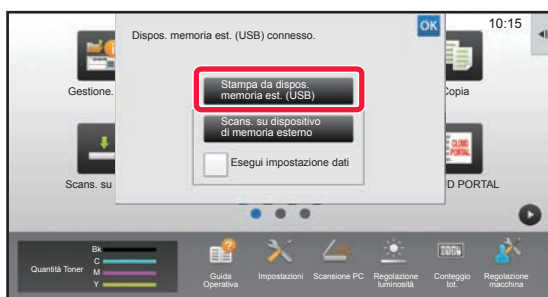 10:15
Dispos. memoria est. (USB) connesso.
OK
Stampa da dispos.
memoria est. (USB)
Scans. su dispositivo
di memoria esterno
Esegui impostazione dati
Gestione.
Copia
Scans. su
CLOUD
PORTAL
D PORTAL
Quantità Toner
Bk
C
M
Y
Guida
Operativa
Impostazioni
Scansione PC
Regolazione
luminosità
Conteggio
tot.
Regolazione
macchina